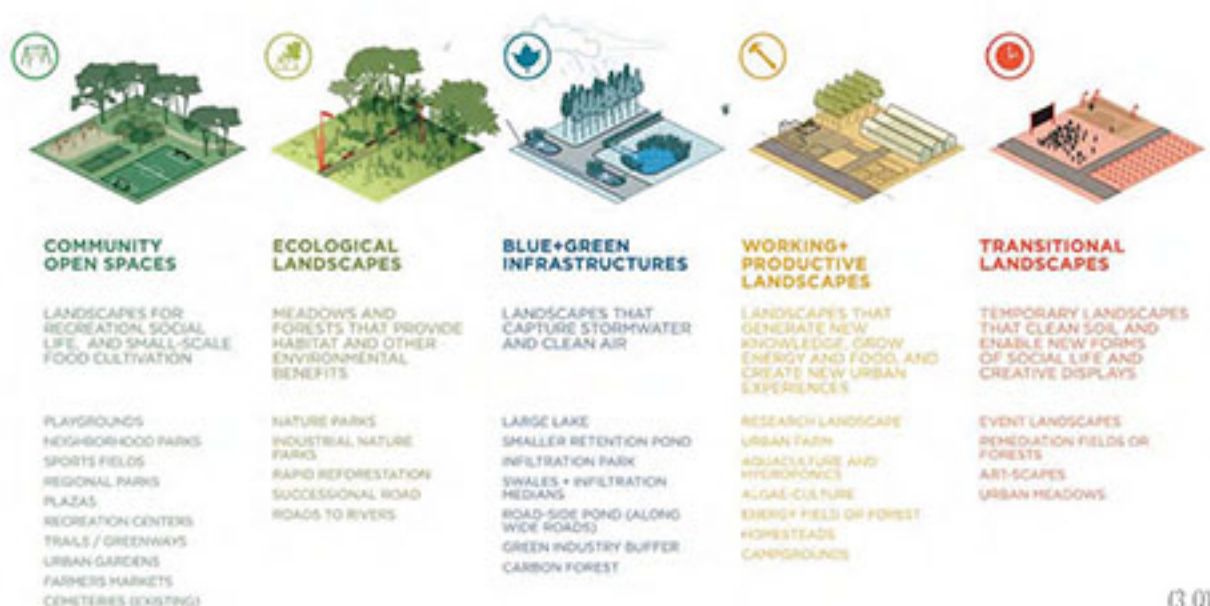 COMMUNITY
OPEN SPACES
LANDSCAPES FOR
RECREATION, SOCIAL
LIFE, AND SMALL-SCALE
FOOD CULTIVATION
PLAYGROUNDS
NEIGHBORHOOD PARKS
SPORTS FIELDS
REGIONAL PARKS
PLAZAS
RECREATION CENTERS
TRAILS / GREENWAYS
URBAN GARDENS
FARMERS MARKETS
CEMETERIES (EXISTING)
ECOLOGICAL
LANDSCAPES
MEADOWS AND
FORESTS THAT PROVIDE
HABITAT AND OTHER
ENVIRONMENTAL
BENEFITS
NATURE PARKS
INDUSTRIAL NATURE
PARKS
RAPID REFORESTATION
SUCCESSIONAL ROAD
ROADS TO RIVERS
BLUE+GREEN
INFRASTRUCTURES
LANDSCAPES THAT
CAPTURE STORMWATER
AND CLEAN AIR
LARGE LAKE
SMALLER RETENTION POND
INFILTRATION PARK
SWALES + INFILTRATION
MEDIANS
ROAD-SIDE POND (ALONG
WIDE ROADS)
GREEN INDUSTRY BUFFER
CARBON FOREST
WORKING+
PRODUCTIVE
LANDSCAPES
LANDSCAPES THAT
GENERATE NEW
KNOWLEDGE, GROW
ENERGY AND FOOD, AND
CREATE NEW URBAN
EXPERIENCES
RESEARCH LANDSCAPE
URBAN FARM
AQUACULTURE AND
HYDROPONICS
ALGAE-CULTURE
ENERGY FIELD OR FOREST
HOMESTEADS
CAMPGROUNDS
TRANSITIONAL
LANDSCAPES
TEMPORARY LANDSCAPES
THAT CLEAN SOIL AND
ENABLE NEW FORMS
OF SOCIAL LIFE AND
CREATIVE DISPLAYS
EVENT LANDSCAPES
REMEDIATION FIELDS OR
FORESTS
ART-SCAPES
URBAN MEADOWS
(3.0)